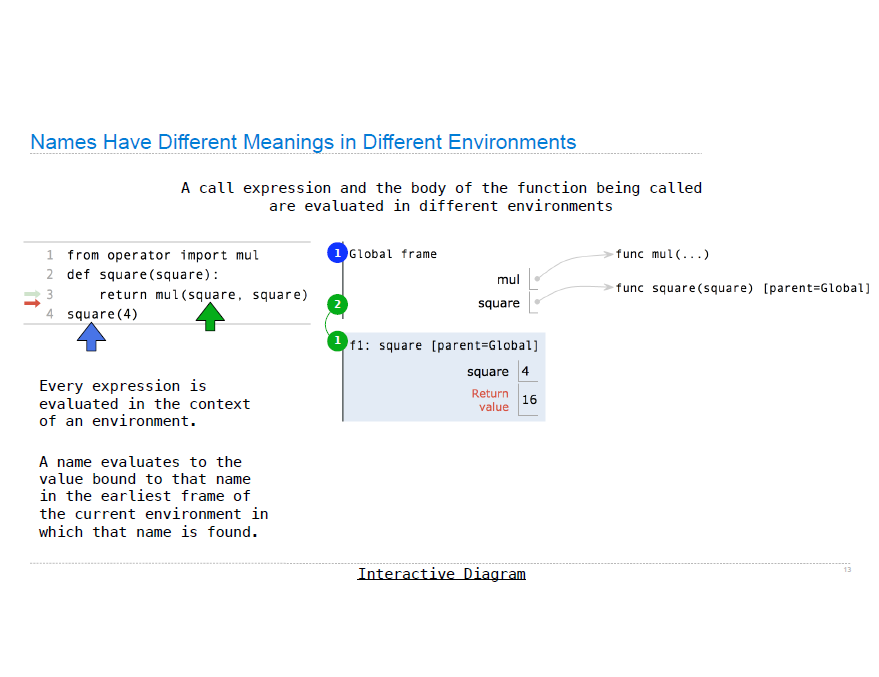 Names Have Different Meanings in Different Environments
A call expression and the body of the function being called
are evaluated in different environments
1 from operator import mul
2 def square(square):
3     return mul(square, square)
4 square(4)
1 Global frame
mul
square
func mul(...)
func square(square) [parent=Global]
2
1 f1: square [parent=Global]
square 4
Return
value 16
Every expression is
evaluated in the context
of an environment.
A name evaluates to the
value bound to that name
in the earliest frame of
the current environment in
which that name is found.
Interactive Diagram
13